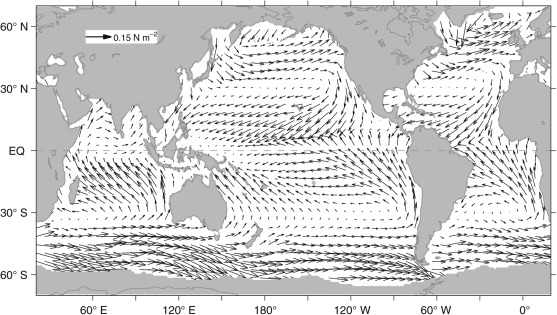 60° N
0.15 N m⁻²
30° N
EQ
30° S
60° S
60° E 120° E 180° 120° W 60° W 0°